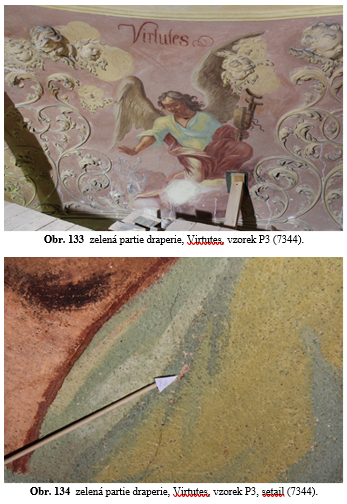 Virtutes
Obr. 133 zelená partie draperie, Virtutes, vzorek P3 (7344).
Obr. 134 zelená partie draperie, Virtutes, vzorek P3, setail (7344).